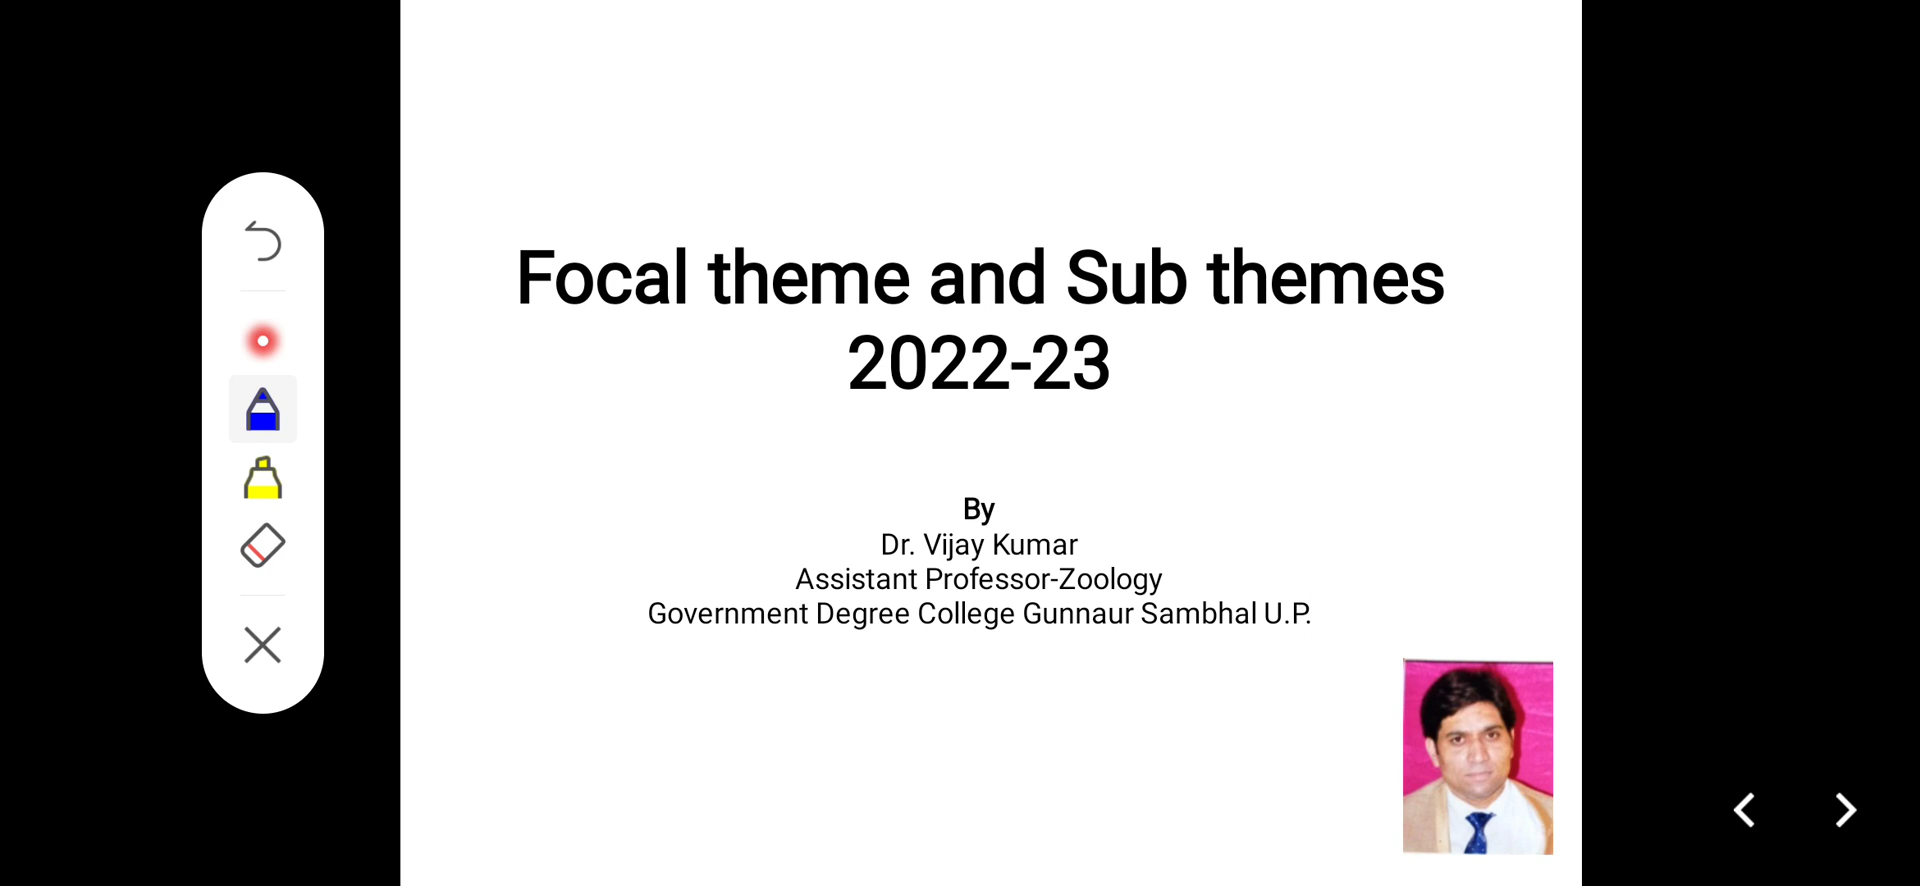 Focal theme and Sub themes
2022-23
By
Dr. Vijay Kumar
Assistant Professor-Zoology
Government Degree College Gunnaur Sambhal U.P.